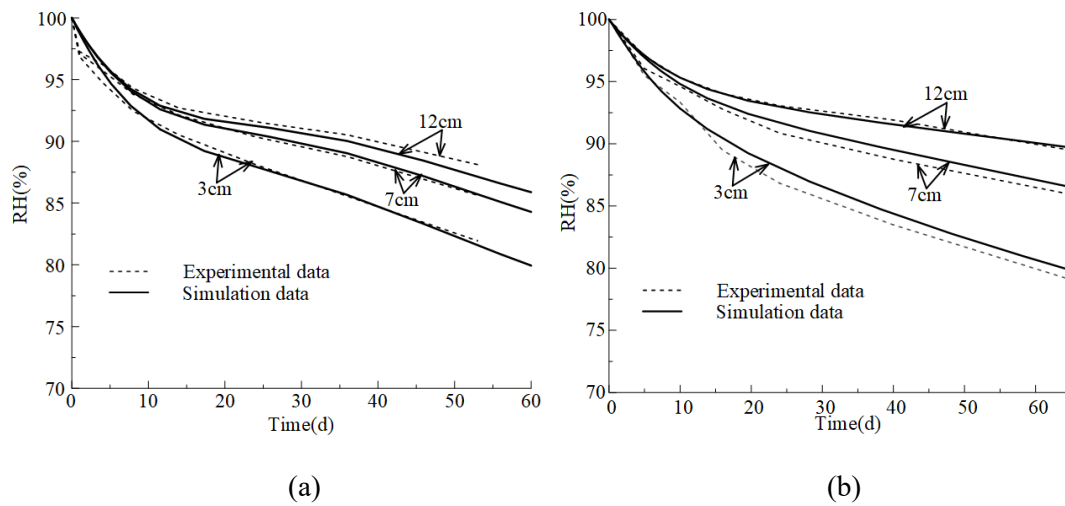 RH(%)
100
95
90
85
80
75
70
0
10
20
30
40
50
60
Time(d)
12cm
7cm
3cm
Experimental data
Simulation data
(a)
RH(%)
100
95
90
85
80
75
70
0
10
20
30
40
50
60
Time(d)
12cm
7cm
3cm
Experimental data
Simulation data
(b)